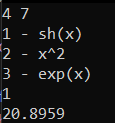 4 7
1 - sh(x)
2 - x^2
3 - exp(x)
1
20.8959